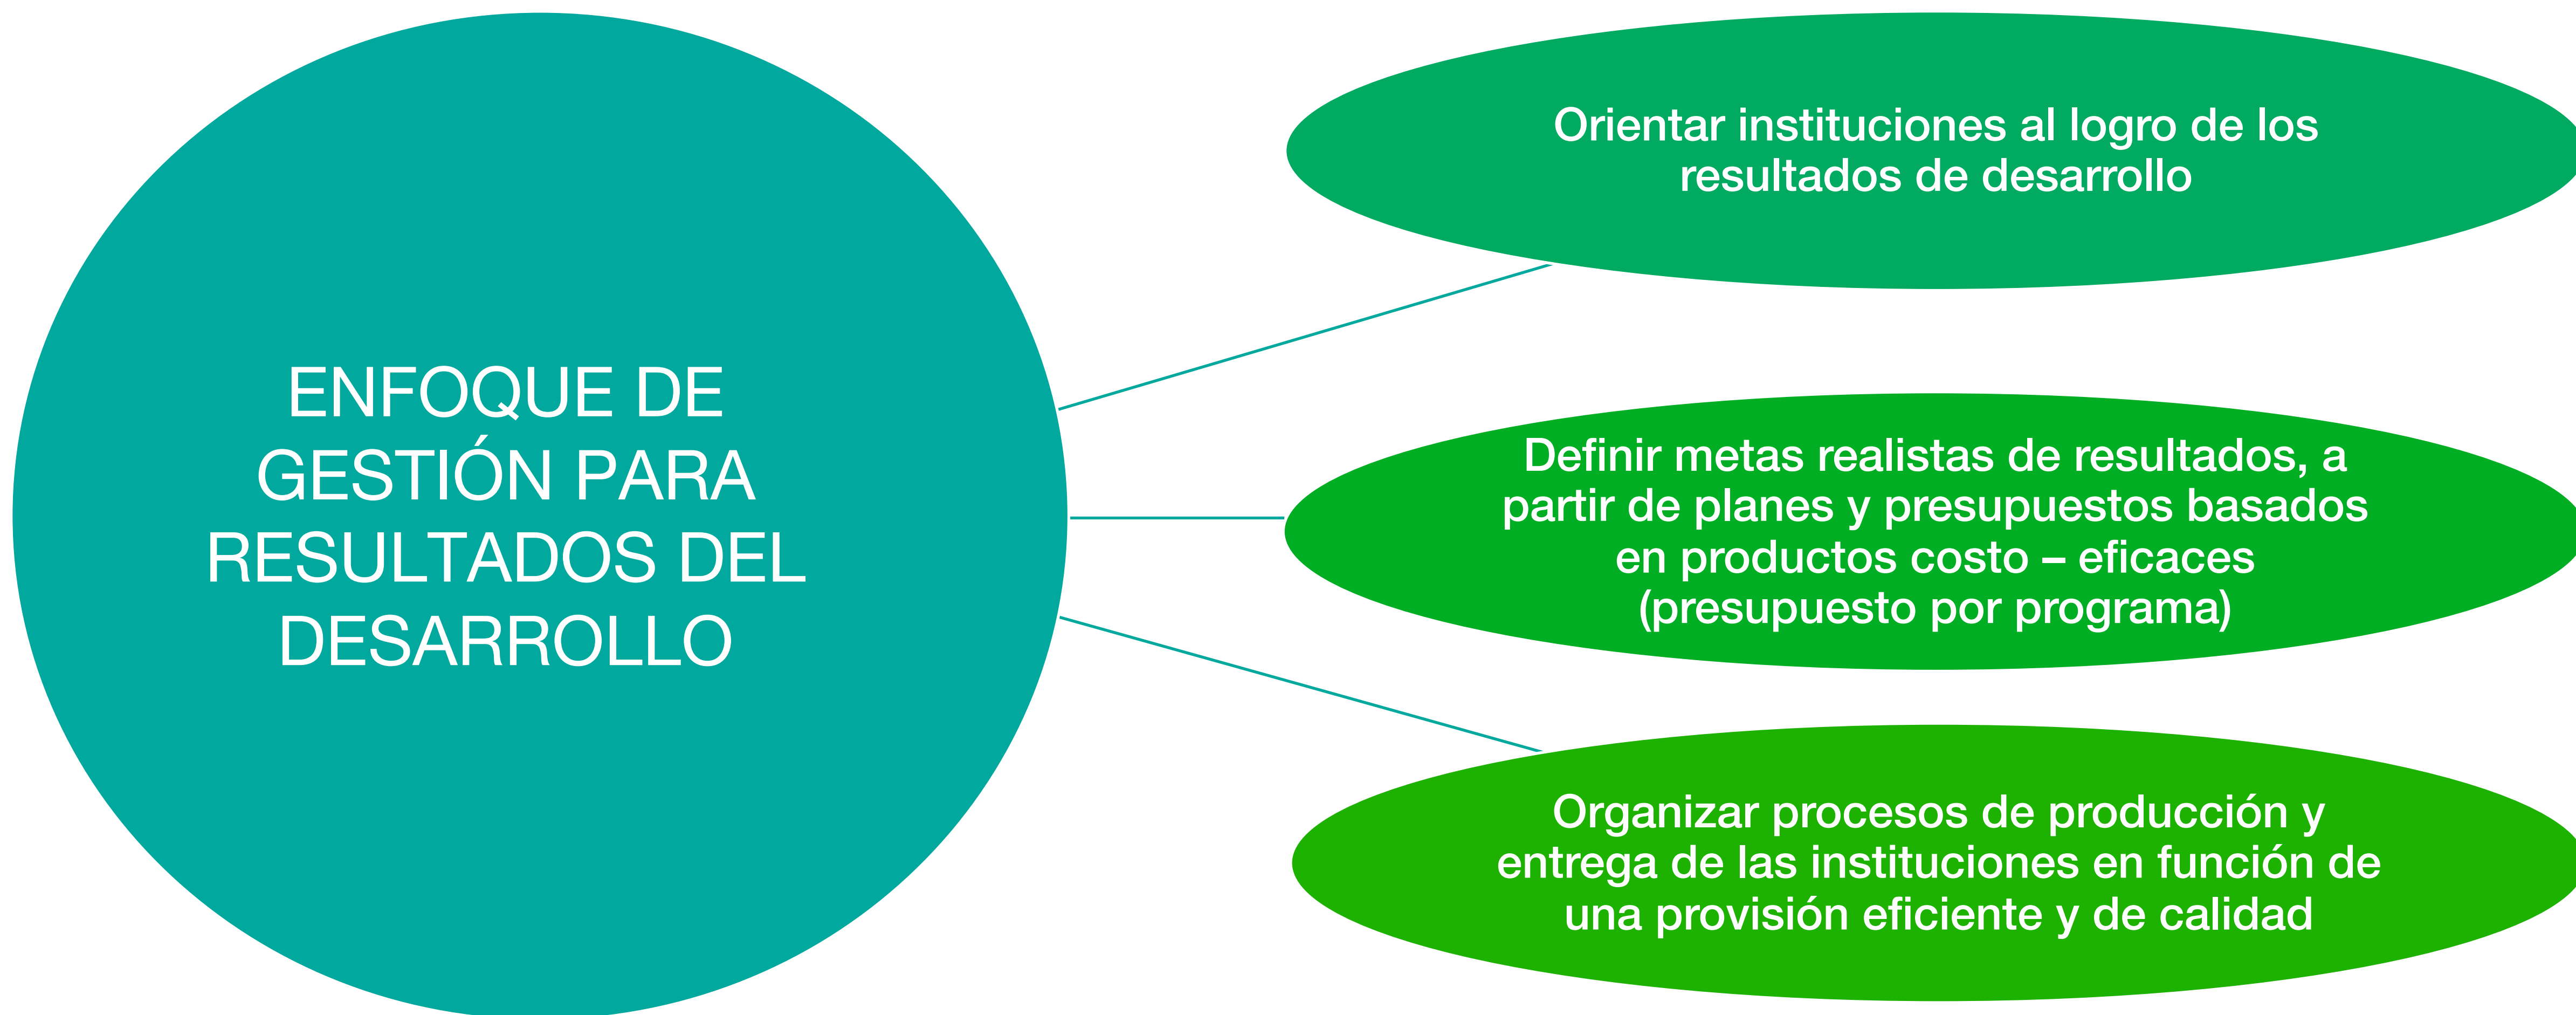 ENFOQUE DE
GESTIÓN PARA
RESULTADOS DEL
DESARROLLO
Orientar instituciones al logro de los
resultados de desarrollo
Definir metas realistas de resultados, a
partir de planes y presupuestos basados
en productos costo – eficaces
(presupuesto por programa)
Organizar procesos de producción y
entrega de las instituciones en función de
una provisión eficiente y de calidad